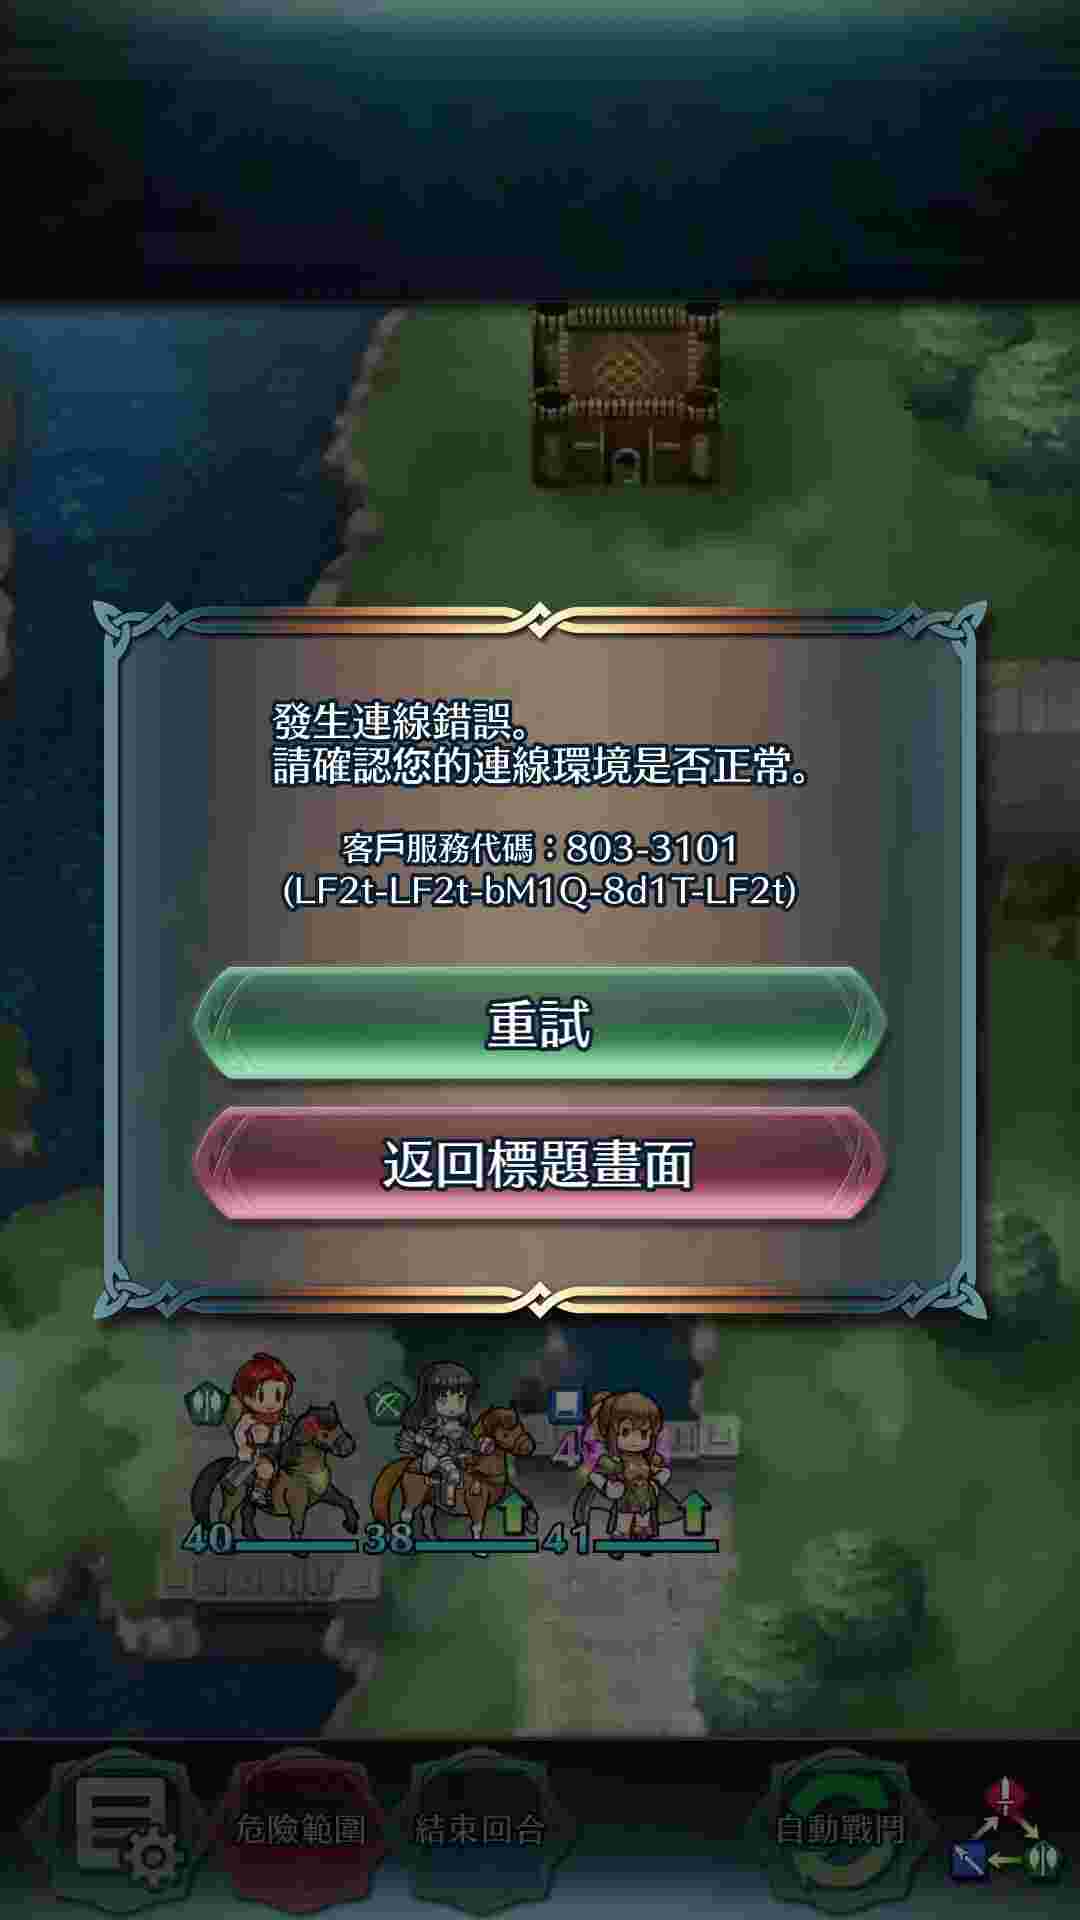 發生連線錯誤。
請確認您的連線環境是否正常。
客戶服務代碼：803-3101
(LF2t-LF2t-bM1Q-8d1T-LF2t)
重試
返回標題畫面
4
40
38
41
危險範圍
結束回合
自動戰鬥